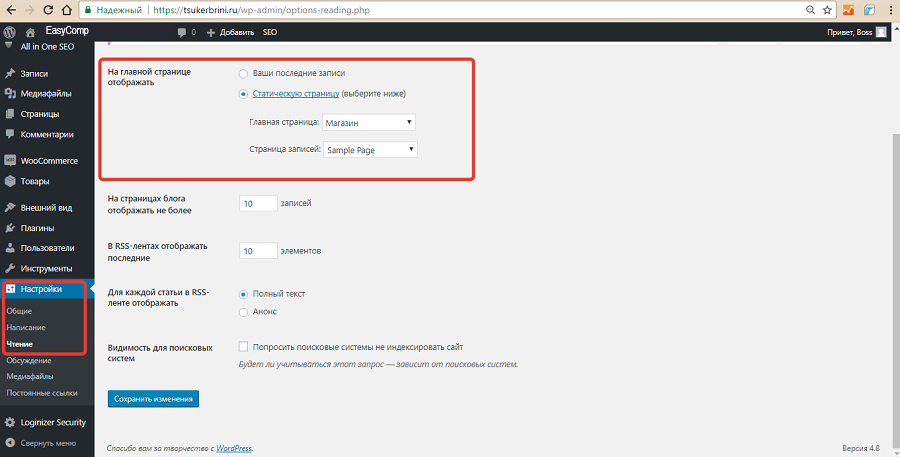 Надежный https://tsukerbrini.ru/wp-admin/options-reading.php
EasyComp 0 + Добавить SEO Привет, Boss
All in One SEO
Записи
Медиафайлы
Страницы
Комментарии
WooCommerce
Товары
Внешний вид
Плагины
Пользователи
Инструменты
Настройки
Общие
Написание
Чтение
Обсуждение
Медиафайлы
Постоянные ссылки
Loginizer Security
Свернуть меню
На главной странице
отображать
Ваши последние записи
Статическую страницу (выберите ниже)
Главная страница: Магазин
Страница записей: Sample Page
На страницах блога
отображать не более
10 записей
В RSS-лентах отображать
последние
10 элементов
Для каждой статьи в RSS-
ленте отображать
Полный текст
Анонс
Видимость для поисковых
систем
Попросить поисковые системы не индексировать сайт
Будет ли учитываться этот запрос — зависит от поисковых систем.
Сохранить изменения
Спасибо вам за творчество с WordPress. Версия 4.8